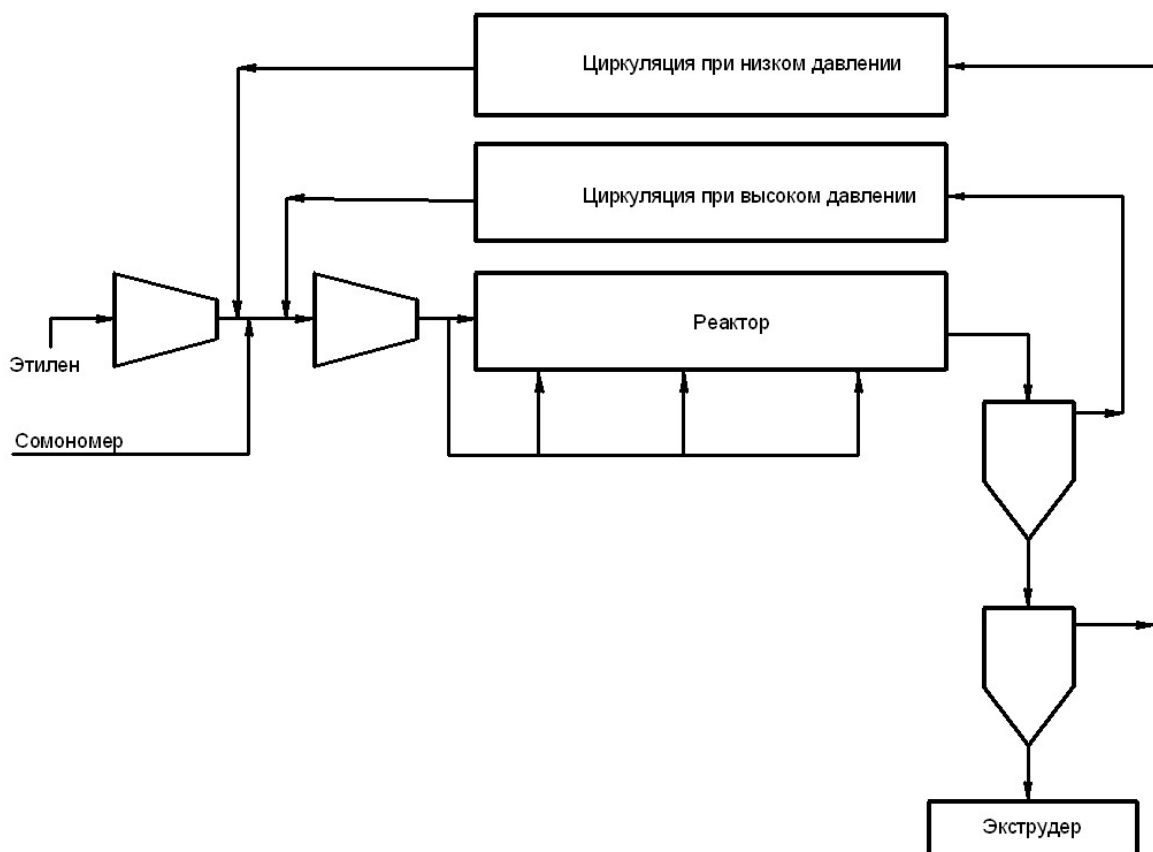 Циркуляция при низком давлении
Циркуляция при высоком давлении
Реактор
Этилен
Сомономер
Экструдер